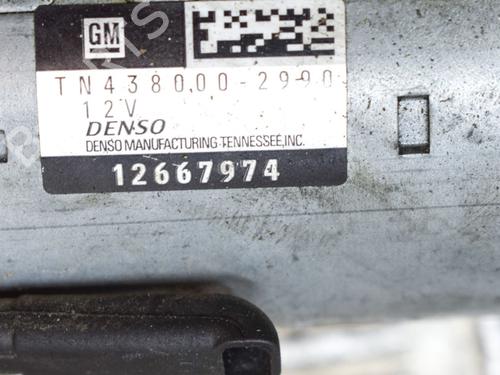 GM
TN438000-2990
12V
DENSO
DENSO MANUFACTURING TENNESSEE, INC.
12667974